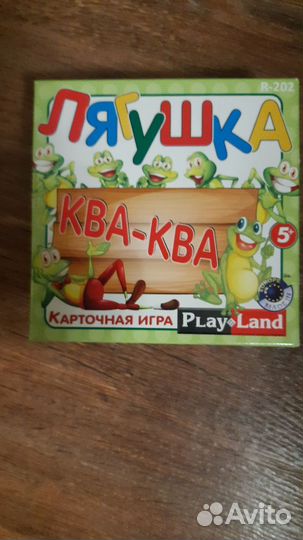 R-202
ЛЯГУШКА
КВА-КВА
5+
КАРТОЧНАЯ ИГРА
PLAY LAND
Avito